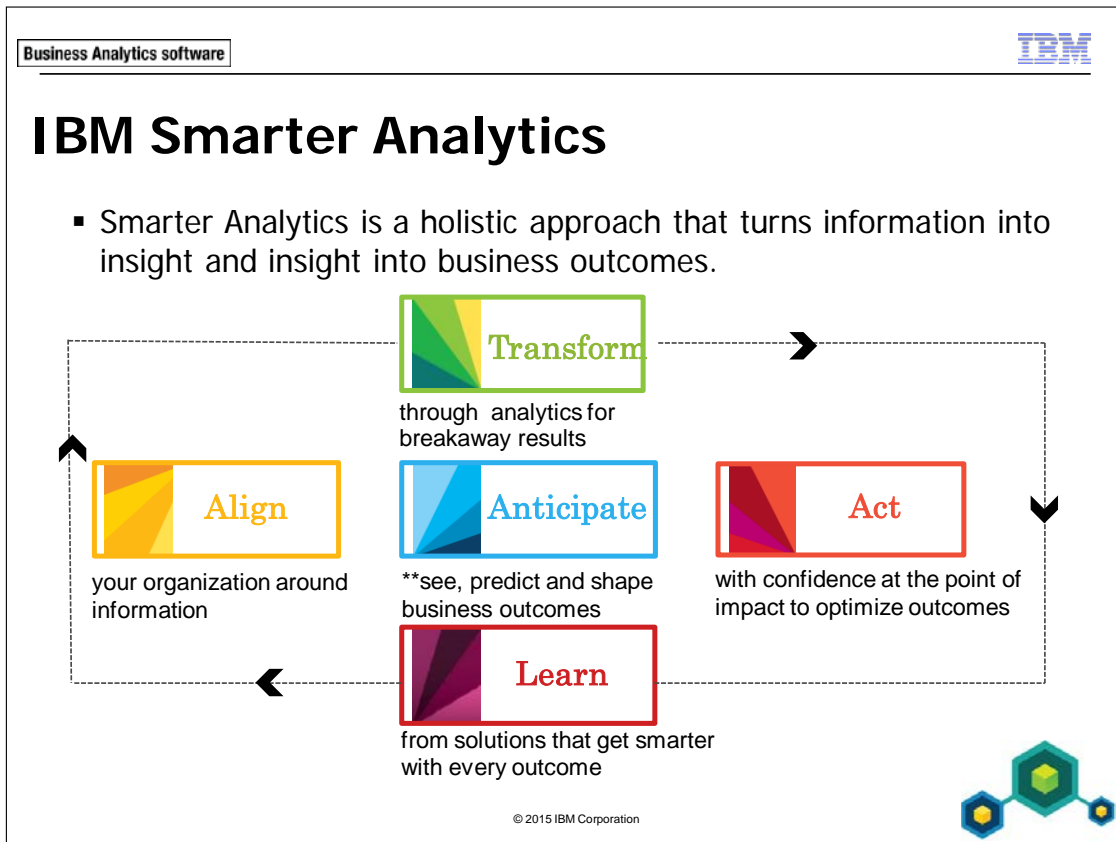 Business Analytics software
IBM
IBM Smarter Analytics
▪ Smarter Analytics is a holistic approach that turns information into
insight and insight into business outcomes.
Transform
through analytics for
breakaway results
Align
your organization around
information
Anticipate
**see, predict and shape
business outcomes
Act
with confidence at the point of
impact to optimize outcomes
Learn
from solutions that get smarter
with every outcome
© 2015 IBM Corporation